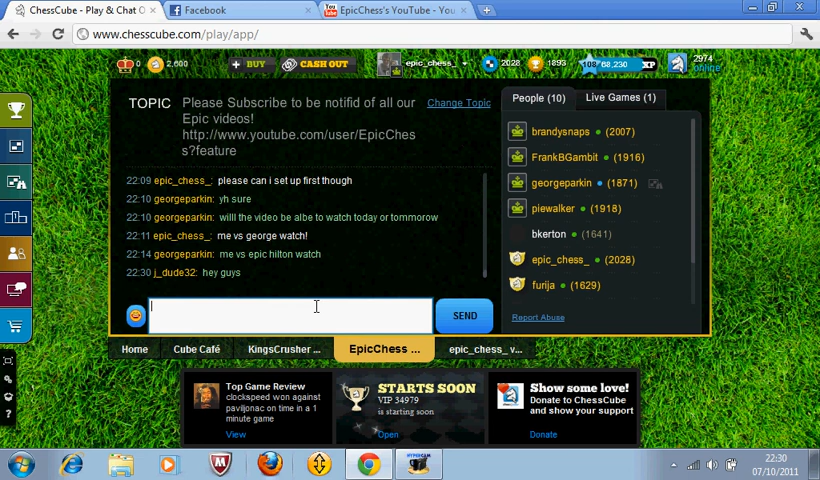 ChessCube - Play & Chat O
Facebook
EpicChess's YouTube - You
www.chesscube.com/play/app/
0
2,600
+ BUY
CASH OUT
epic_chess_
2028
1893
108
68,230
XP
2974
online
TOPIC
Please Subscribe to be notifid of all our
Epic videos!
http://www.youtube.com/user/EpicChes
s?feature
Change Topic
22:09 epic_chess_: please can i set up first though
22:10 georgeparkin: yh sure
22:10 georgeparkin: willl the video be albe to watch today or tommorow
22:11 epic_chess_: me vs george watch!
22:14 georgeparkin: me vs epic hilton watch
22:30 j_dude32: hey guys
SEND
People (10)
Live Games (1)
brandysnaps (2007)
FrankBGambit (1916)
georgeparkin (1871)
piewalker (1918)
bkerton (1641)
epic_chess_ (2028)
furija (1629)
Report Abuse
Home
Cube Café
KingsCrusher ...
EpicChess ...
epic_chess_ v...
Top Game Review
clockspeed won against
paviljonac on time in a 1
minute game
View
STARTS SOON
VIP 34979
is starting soon
Open
Show some love!
Donate to ChessCube
and show your support
Donate
HYPERCAM
22:30
07/10/2011